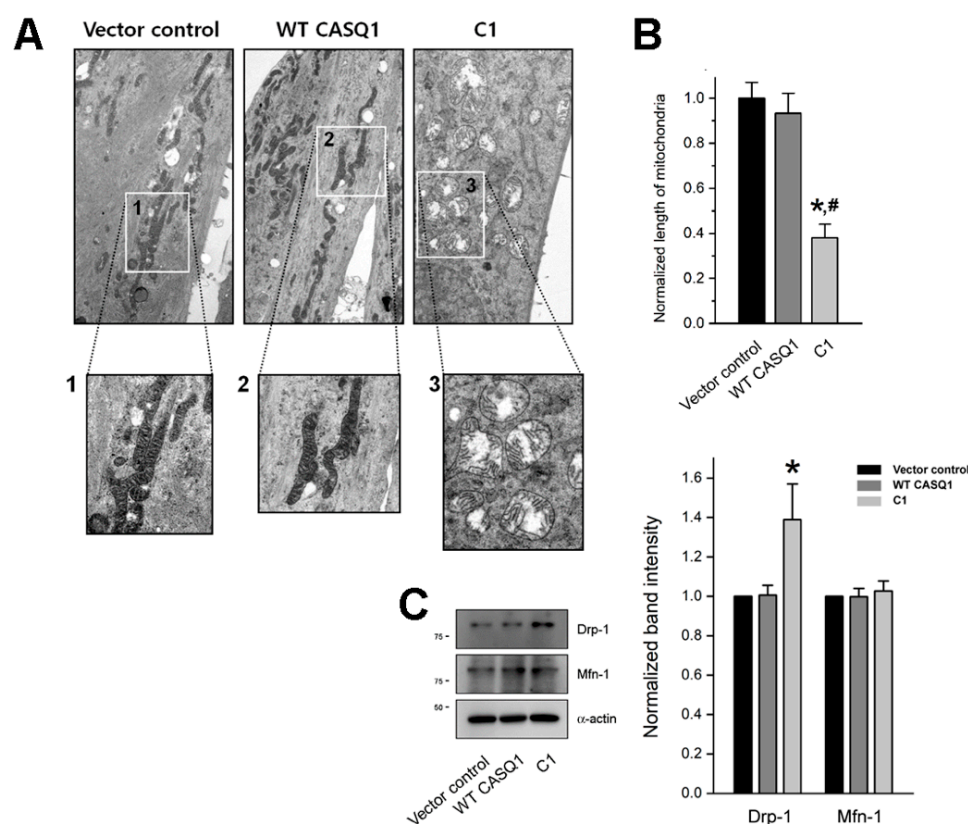 A
Vector control
WT CASQ1
C1
1
2
3
1
2
3
B
Normalized length of mitochondria
1.0
0.8
0.6
0.4
0.2
0.0
*,#
Vector control
WT CASQ1
C1
C
75 -
Drp-1
75 -
Mfn-1
50 -
α-actin
Vector control
WT CASQ1
C1
Normalized band intensity
1.6
1.4
1.2
1.0
0.8
0.6
0.4
0.2
0.0
*
Vector control
WT CASQ1
C1
Drp-1
Mfn-1